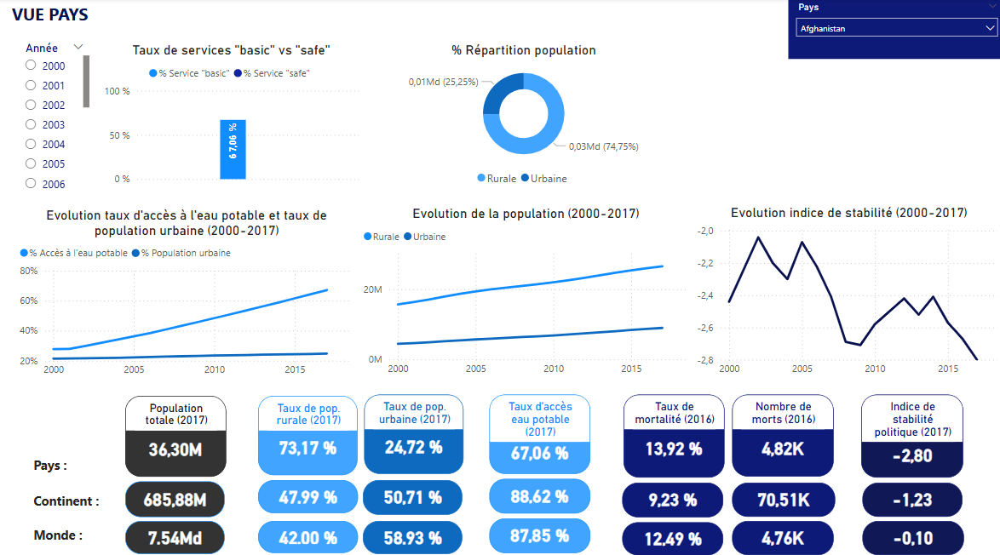 VUE PAYS
Pays
Afghanistan
Année
2000
2001
2002
2003
2004
2005
2006
Taux de services "basic" vs "safe"
% Service "basic" % Service "safe"
100 %
50 %
0 %
67,06 %
% Répartition population
0,01Md (25,25%)
0,03Md (74,75%)
Rurale Urbaine
Evolution taux d'accès à l'eau potable et taux de
population urbaine (2000-2017)
% Accès à l'eau potable % Population urbaine
80%
60%
40%
20%
2000 2005 2010 2015
Evolution de la population (2000-2017)
Rurale Urbaine
20M
0M
2000 2005 2010 2015
Evolution indice de stabilité (2000-2017)
-2,0
-2,2
-2,4
-2,6
-2,8
2000 2005 2010 2015
Population
totale (2017)
Taux de pop.
rurale (2017)
Taux de pop.
urbaine (2017)
Taux d'accès
eau potable
(2017)
Taux de
mortalité (2016)
Nombre de
morts (2016)
Indice de
stabilité
politique (2017)
Pays : 36,30M 73,17 % 24,72 % 67,06 % 13,92 % 4,82K -2,80
Continent : 685,88M 47.99 % 50,71 % 88,62 % 9,23 % 70,51K -1,23
Monde : 7.54Md 42.00 % 58.93 % 87,85 % 12,49 % 4,76K -0,10